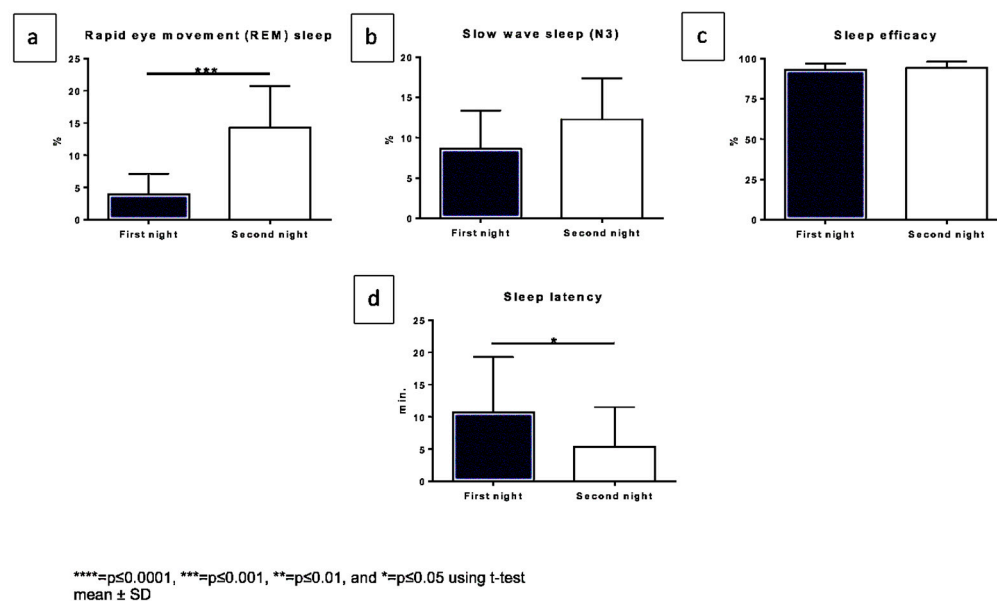 a
Rapid eye movement (REM) sleep
25
20
15
10
5
0
%
***
First night
Second night
b
Slow wave sleep (N3)
20
15
10
5
0
%
First night
Second night
c
Sleep efficacy
100
75
50
25
0
%
First night
Second night
d
Sleep latency
25
20
15
10
5
0
min.
*
First night
Second night
****=p≤0.0001, ***=p≤0.001, **=p≤0.01, and *=p≤0.05 using t-test
mean ± SD